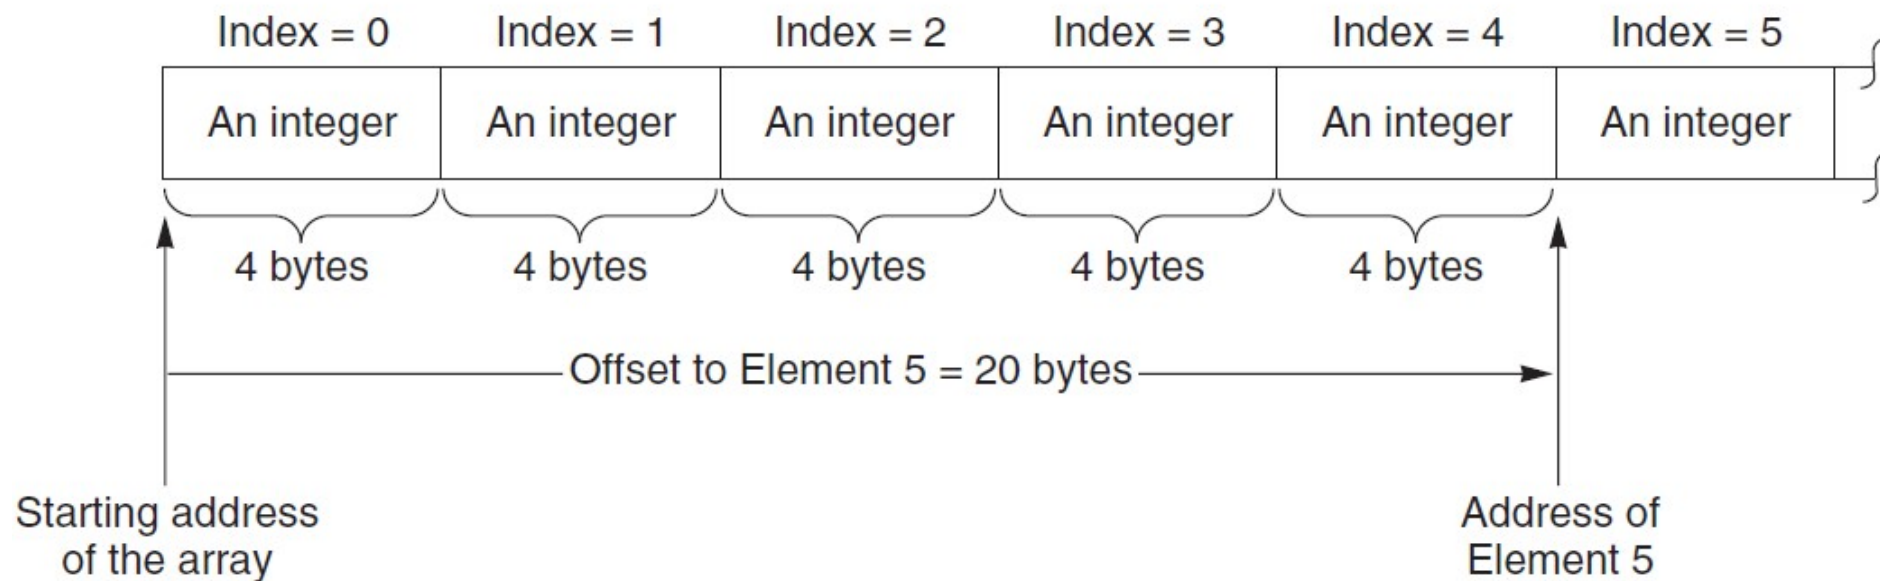 Index = 0 Index = 1 Index = 2 Index = 3 Index = 4 Index = 5
An integer An integer An integer An integer An integer An integer
4 bytes 4 bytes 4 bytes 4 bytes 4 bytes
Offset to Element 5 = 20 bytes
Starting address
of the array
Address of
Element 5